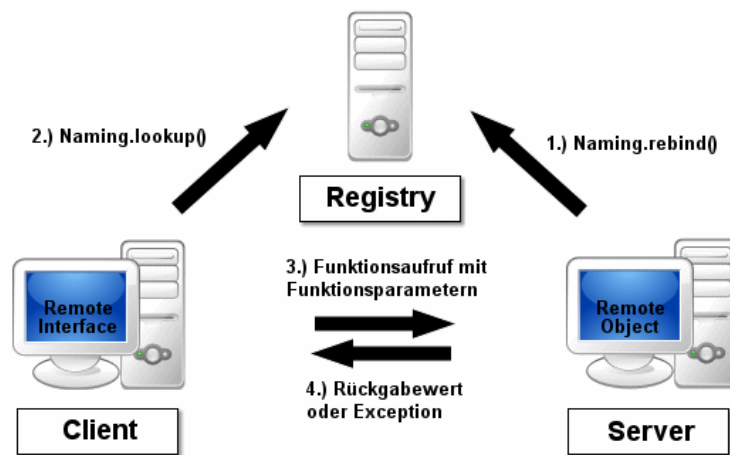 2.) Naming.lookup()
1.) Naming.rebind()
Registry
3.) Funktionsaufruf mit
Funktionsparametern
Remote
Interface
Remote
Object
4.) Rückgabewert
oder Exception
Client
Server